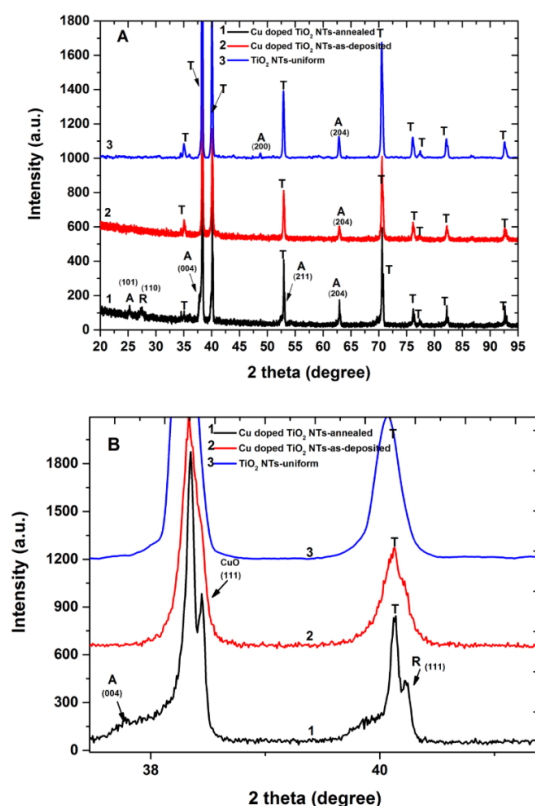 A
1 Cu doped TiO2 NTs-annealed
2 Cu doped TiO2 NTs-as-deposited
3 TiO2 NTs-uniform
Intensity (a.u.)
1800
1600
1400
1200
1000
800
600
400
200
0
3
T
T
T
A
(200)
T
A
(204)
T
T
T
T
T
2
T
T
A
(204)
T
T
T
T
T
1
(101)
A
R
(110)
T
A
(004)
T
A
(211)
A
(204)
T
T
T
T
T
20 25 30 35 40 45 50 55 60 65 70 75 80 85 90 95
2 theta (degree)
B
1 Cu doped TiO2 NTs-annealed
2 Cu doped TiO2 NTs-as-deposited
3 TiO2 NTs-uniform
Intensity (a.u.)
1800
1500
1200
900
600
300
0
T
3
CuO
(111)
T
2
T
A
(004)
R (111)
1
38 40
2 theta (degree)